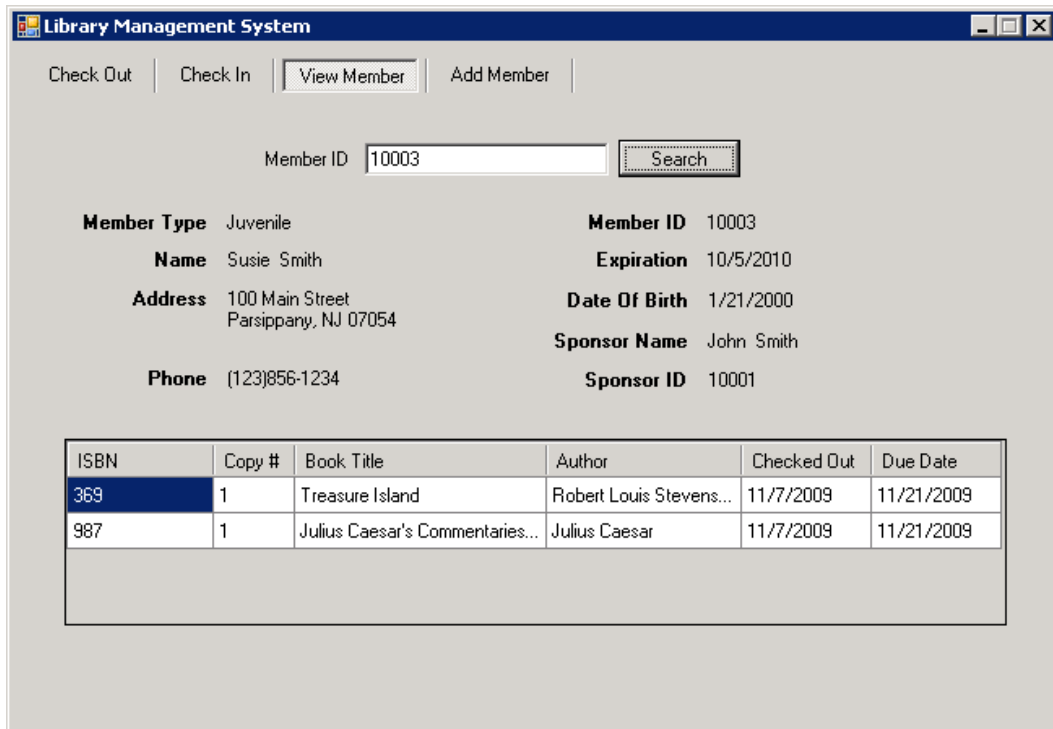 Library Management System
Check Out Check In View Member Add Member
Member ID 10003 Search
Member Type Juvenile Member ID 10003
Name Susie Smith Expiration 10/5/2010
Address 100 Main Street Date Of Birth 1/21/2000
Parsippany, NJ 07054
Sponsor Name John Smith
Phone (123)856-1234 Sponsor ID 10001
ISBN Copy # Book Title Author Checked Out Due Date
369 1 Treasure Island Robert Louis Stevens... 11/7/2009 11/21/2009
987 1 Julius Caesar's Commentaries... Julius Caesar 11/7/2009 11/21/2009